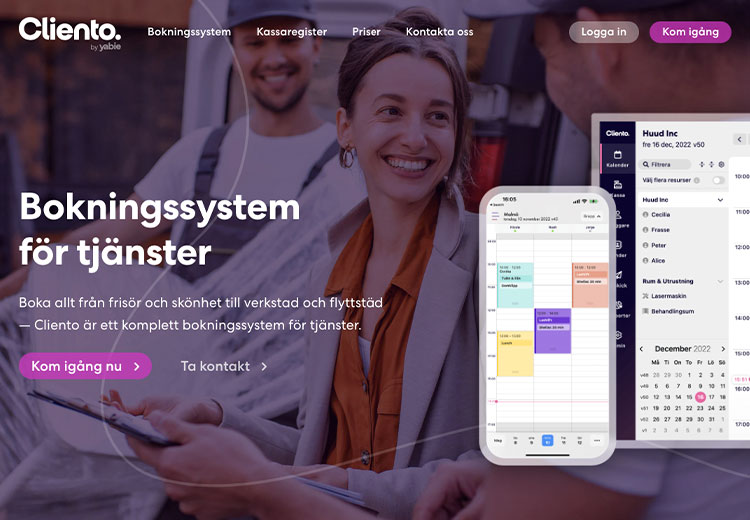 Cliento.
by yabie
Bokningssystem
Kassaregister
Priser
Kontakta oss
Logga in
Kom igång
Bokningssystem
för tjänster
Boka allt från frisör och skönhet till verkstad och flyttstäd
— Cliento är ett komplett bokningssystem för tjänster.
Kom igång nu
Ta kontakt
16:05
Malmö
torsdag 10 november 2022 v45
Cliento.
Kalender
Huud Inc
fre 16 dec, 2022 v50
Filtrera
Välj flera resurser
Huud Inc
Cecilia
Frasse
Peter
Alice
Rum & Utrustning
Lasermaskin
Behandlingsrum
December 2022
Må Ti On To Fr Lö Sö
v48 28 29 30 1 2 3 4
v49 5 6 7 8 9 10 11
v50 12 13 14 15 16 17 18
v51 19 20 21 22 23 24 25
v52 26 27 28 29 30 31 1
v1 2 3 4 5 6 7 8
10:00
11:00
12:00
13:00
14:00
15:00
16:00
17:00